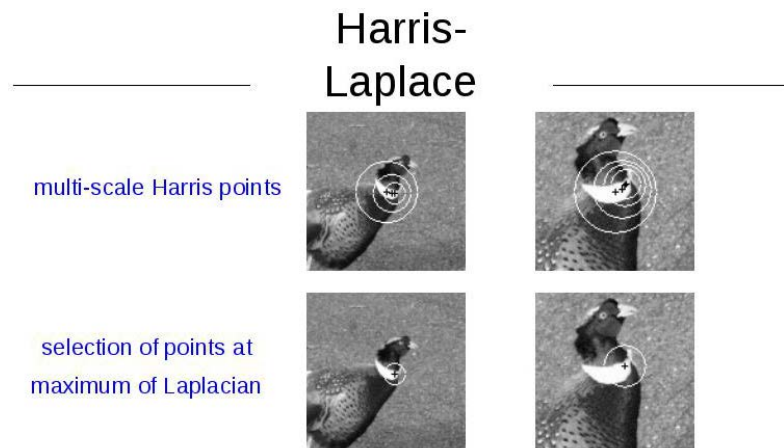 Harris-
Laplace
multi-scale Harris points
selection of points at
maximum of Laplacian